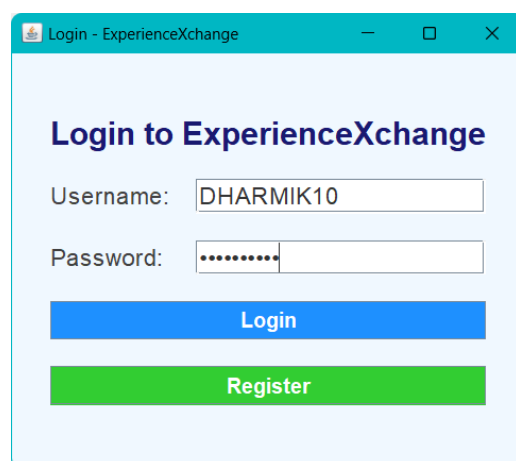 Login - ExperienceXchange
Login to ExperienceXchange
Username: DHARMIK10
Password: ••••••••••
Login
Register